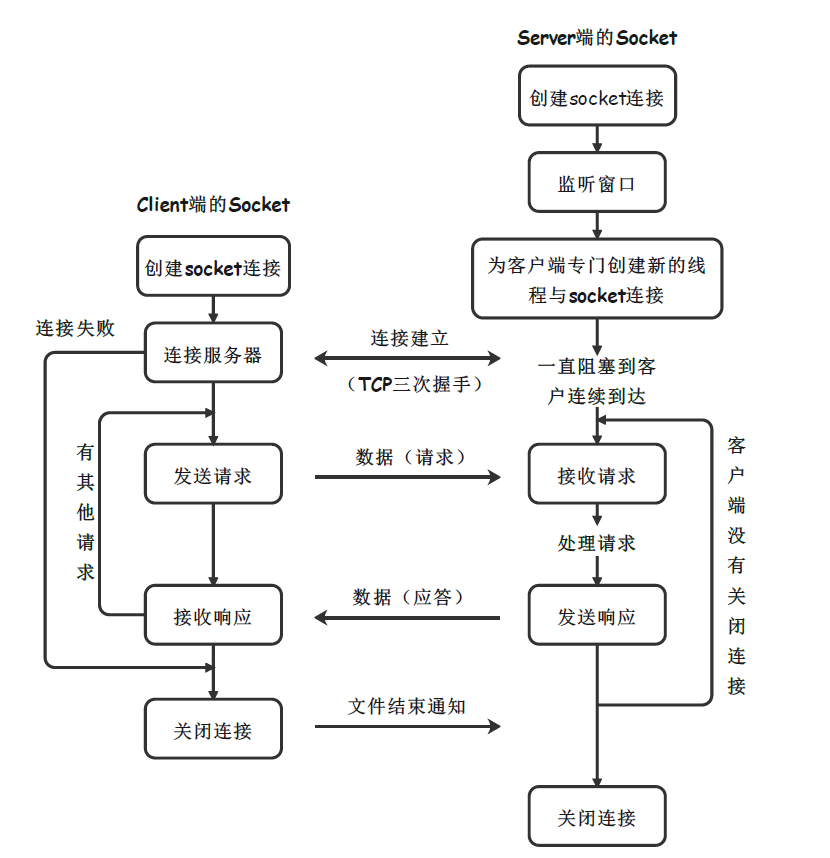 Server端的Socket
创建socket连接
监听窗口
为客户端专门创建新的线
程与socket连接
一直阻塞到客
户连续到达
接收请求
处理请求
发送响应
客户端没有关闭连接
关闭连接
Client端的Socket
创建socket连接
连接失败
连接服务器
有其他请求
发送请求
接收响应
关闭连接
连接建立
（TCP三次握手）
数据（请求）
数据（应答）
文件结束通知